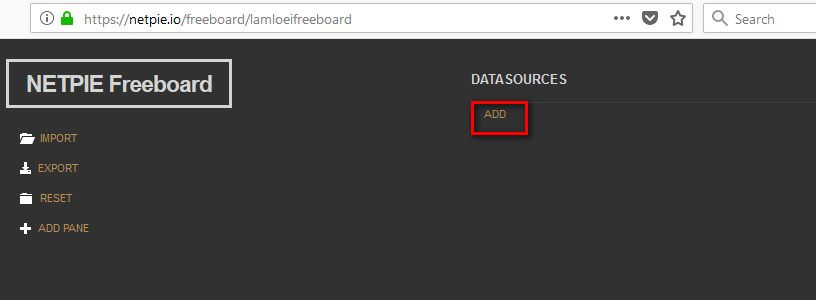 https://netpie.io/freeboard/lamloeifreeboard
Search
NETPIE Freeboard
IMPORT
EXPORT
RESET
ADD PANE
DATASOURCES
ADD